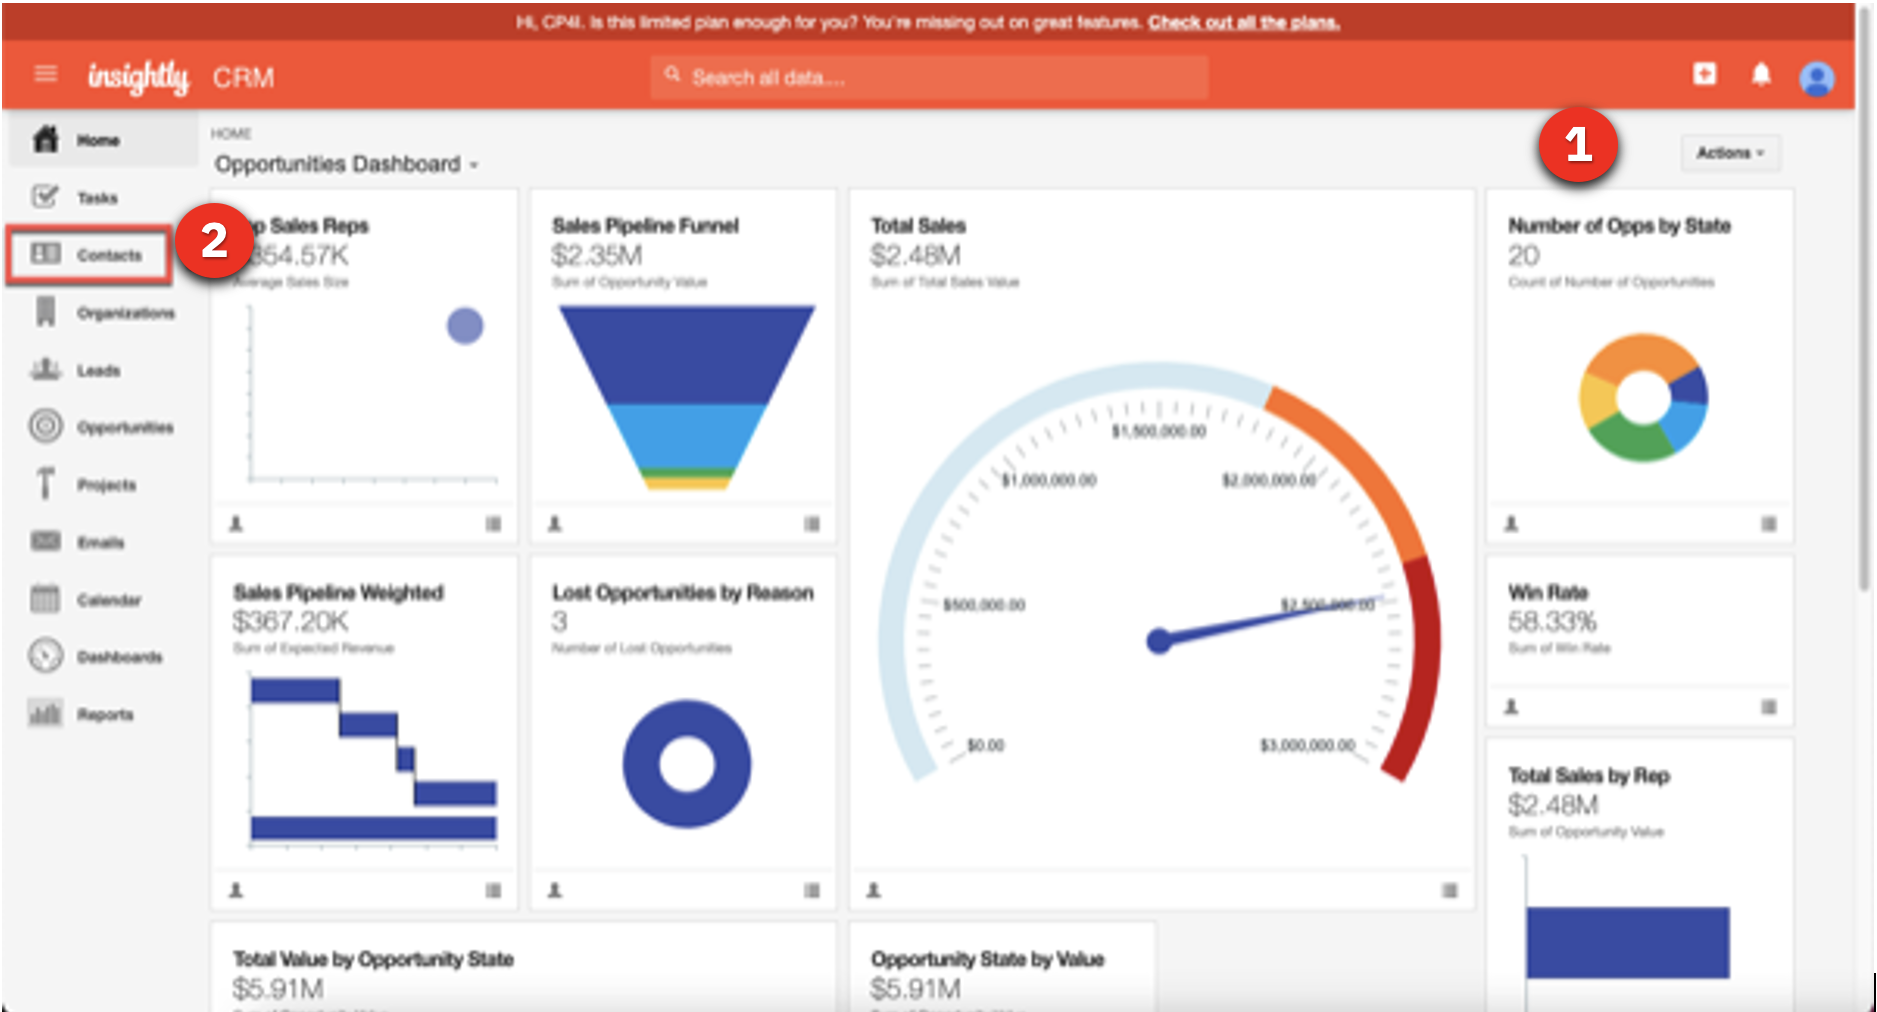 Hi, CP4I. Is this limited plan enough for you? You're missing out on great features. Check out all the plans.
insightly CRM
Search all data....
1
Home
HOME
Actions
Opportunities Dashboard
Tasks
2
Contacts
Organizations
Leads
Opportunities
Projects
Emails
Calendar
Dashboards
Reports
Sales Reps
354.57K
Average Sales Size
Sales Pipeline Funnel
$2.35M
Sum of Opportunity Value
Total Sales
$2.48M
Sum of Total Sales Value
$0.00
$500,000.00
$1,000,000.00
$1,500,000.00
$2,000,000.00
$2,500,000.00
$3,000,000.00
Number of Opps by State
20
Count of Number of Opportunities
Sales Pipeline Weighted
$367.20K
Sum of Expected Revenue
Lost Opportunities by Reason
3
Number of Lost Opportunities
Win Rate
58.33%
Sum of Win Rate
Total Sales by Rep
$2.48M
Sum of Opportunity Value
Total Value by Opportunity State
$5.91M
Opportunity State by Value
$5.91M